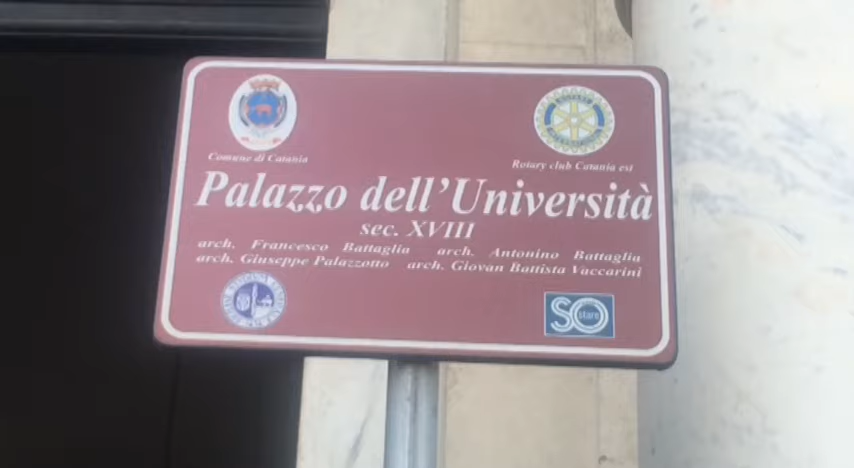 Comune di Catania
Rotary club Catania est
Palazzo dell'Università
sec. XVIII
arch. Francesco Battaglia arch. Antonino Battaglia
arch. Giuseppe Palazzotto arch. Giovan Battista Vaccarini
SOstare